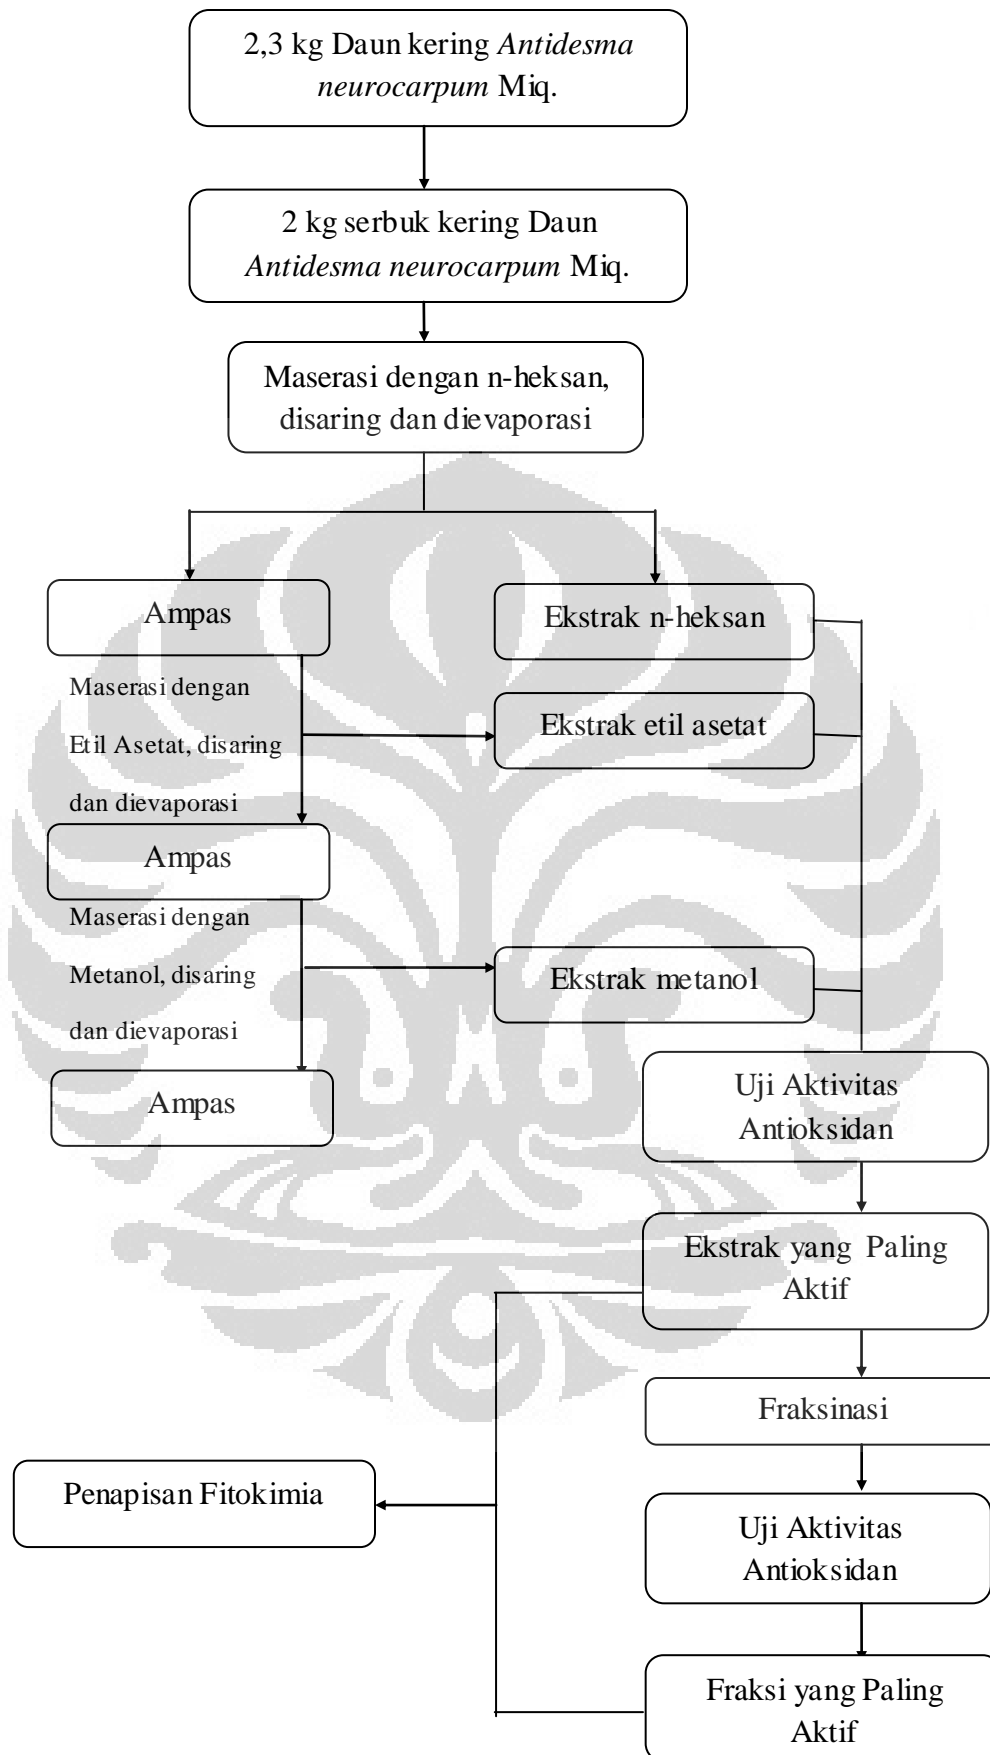 2,3 kg Daun kering Antidesma
neurocarpum Miq.
2 kg serbuk kering Daun
Antidesma neurocarpum Miq.
Maserasi dengan n-heksan,
disaring dan dievaporasi
Ampas
Ekstrak n-heksan
Maserasi dengan
Etil Asetat, disaring
dan dievaporasi
Ekstrak etil asetat
Ampas
Maserasi dengan
Metanol, disaring
dan dievaporasi
Ekstrak metanol
Ampas
Uji Aktivitas
Antioksidan
Ekstrak yang Paling
Aktif
Fraksinasi
Penapisan Fitokimia
Uji Aktivitas
Antioksidan
Fraksi yang Paling
Aktif